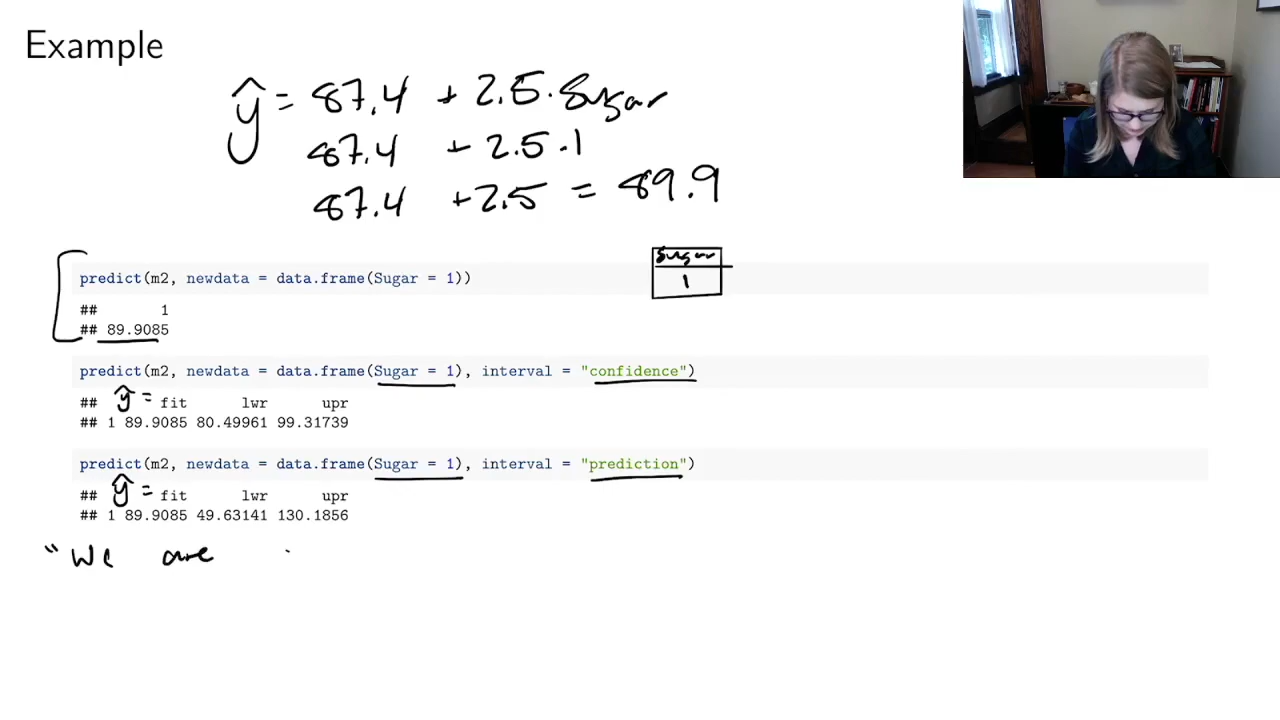 Example
ŷ = 87.4 + 2.5·Sugar
87.4 + 2.5·1
87.4 + 2.5 = 89.9
Sugar
1
predict(m2, newdata = data.frame(Sugar = 1))
## 1
## 89.9085
predict(m2, newdata = data.frame(Sugar = 1), interval = "confidence")
## ŷ = fit lwr upr
## 1 89.9085 80.49961 99.31739
predict(m2, newdata = data.frame(Sugar = 1), interval = "prediction")
## ŷ = fit lwr upr
## 1 89.9085 49.63141 130.1856
"We are